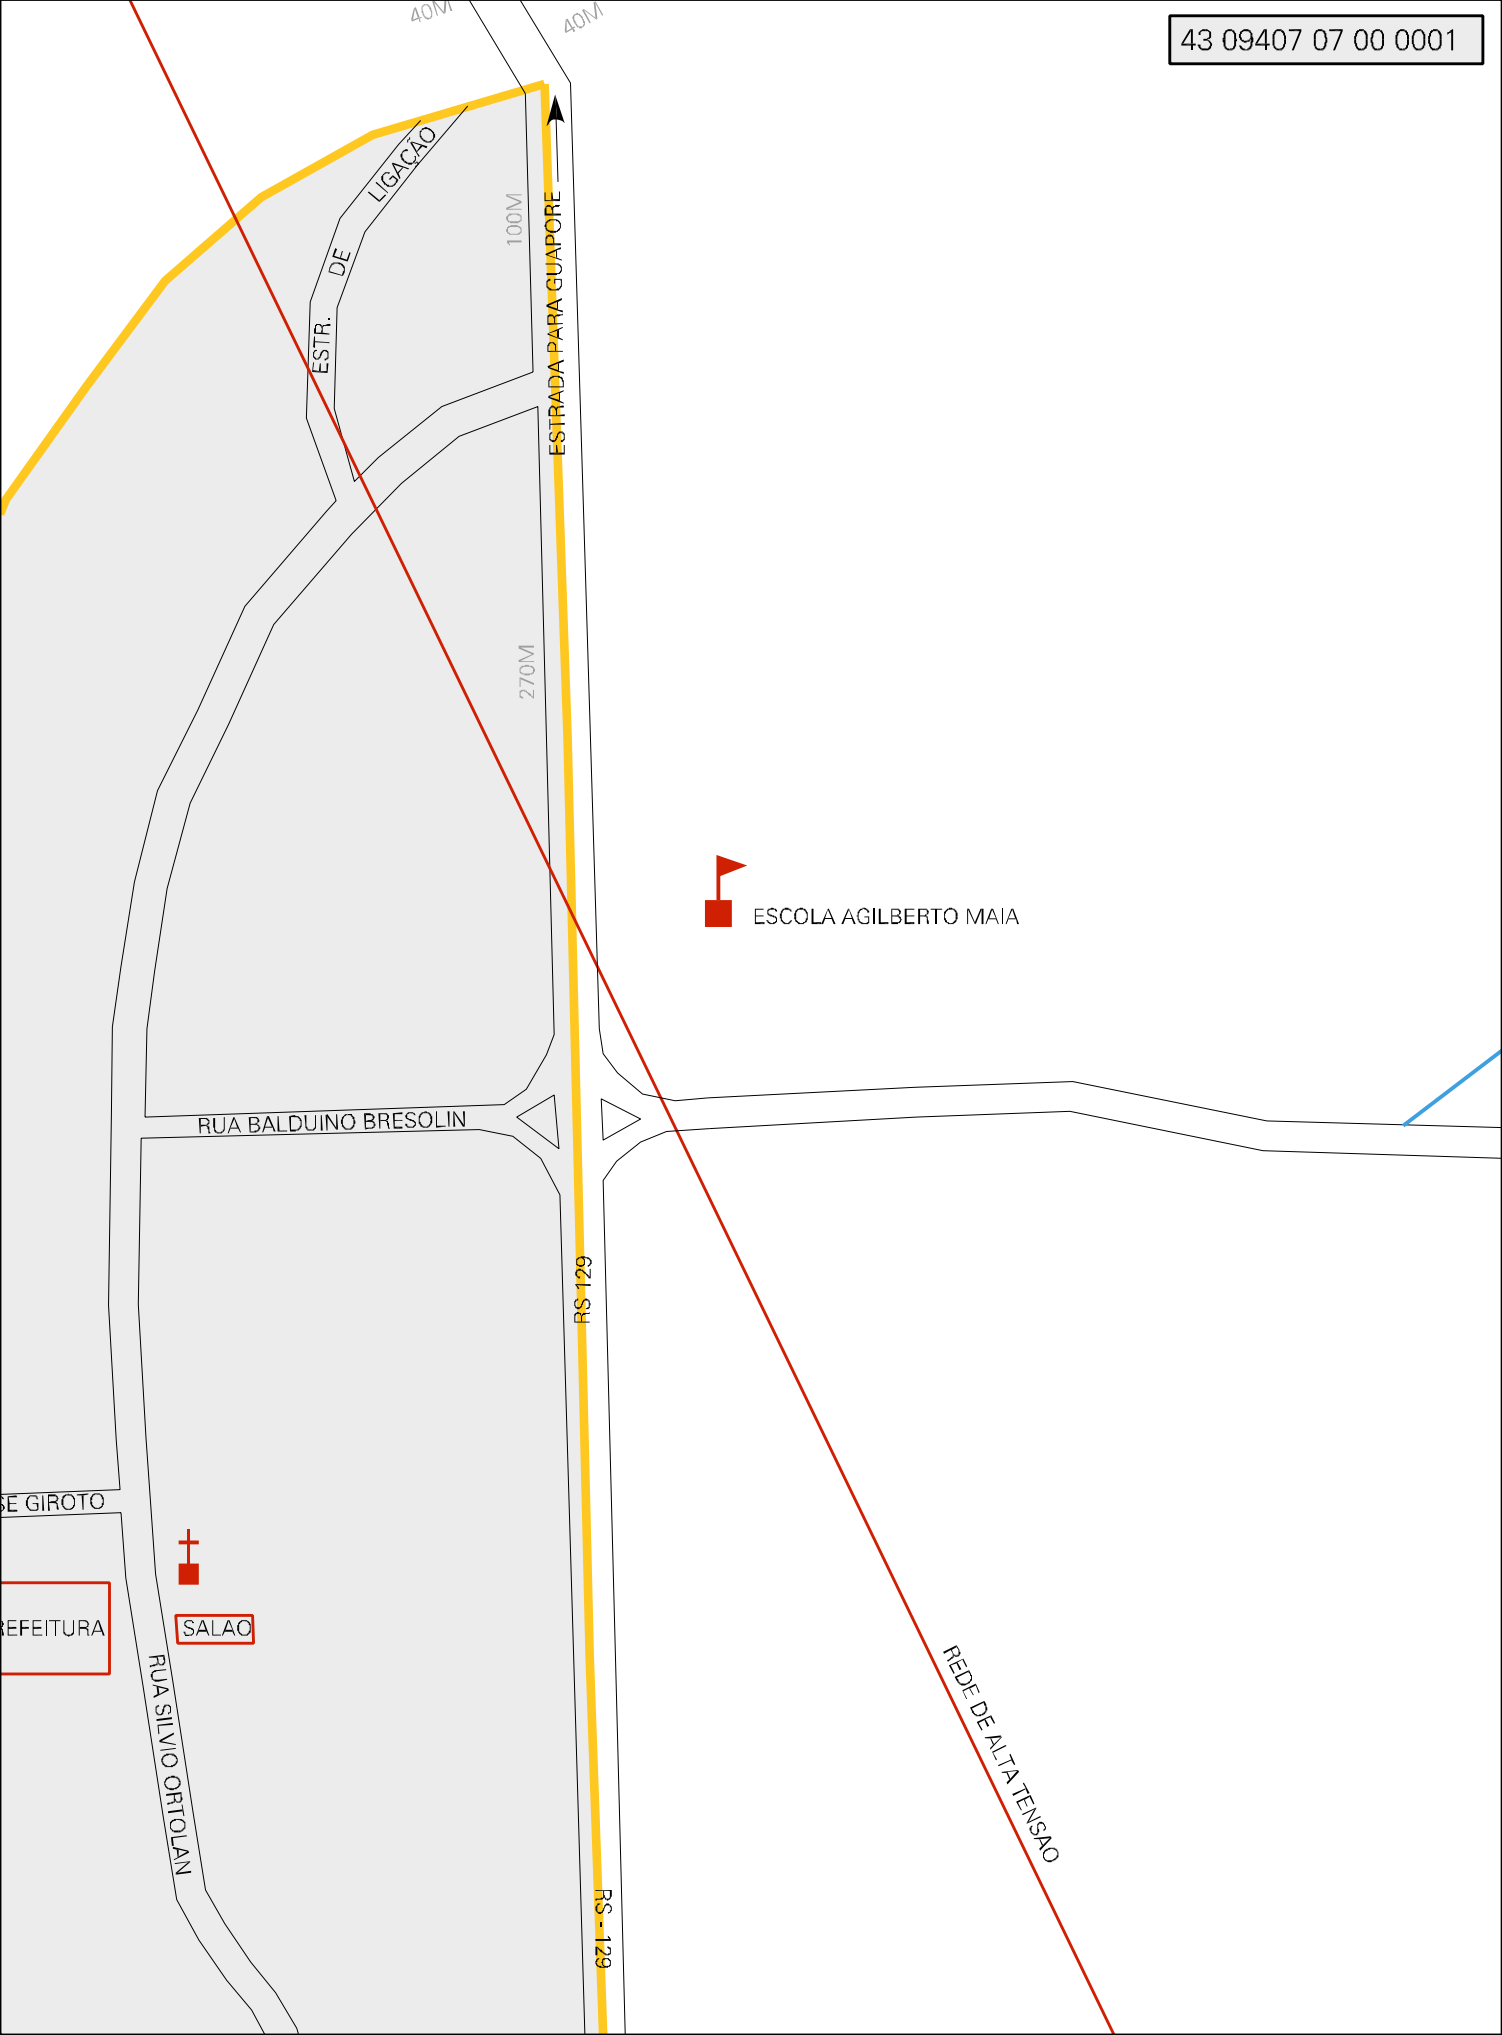 40M
40M
43 09407 07 00 0001
LIGAÇÃO
DE
ESTR.
100M
ESTRADA PARA GUAPORE
270M
ESCOLA AGILBERTO MAIA
RUA BALDUINO BRESOLIN
RS 129
SE GIROTO
REFEITURA
SALAO
RUA SILVIO ORTOLAN
REDE DE ALTA TENSAO
RS - 129